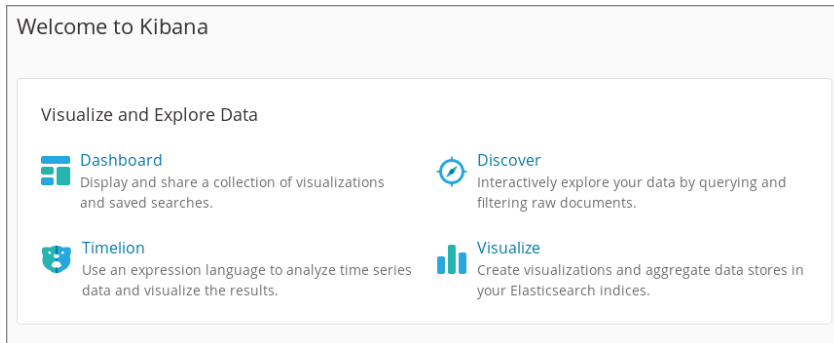 Welcome to Kibana
Visualize and Explore Data
Dashboard
Display and share a collection of visualizations
and saved searches.
Discover
Interactively explore your data by querying and
filtering raw documents.
Timelion
Use an expression language to analyze time series
data and visualize the results.
Visualize
Create visualizations and aggregate data stores in
your Elasticsearch indices.